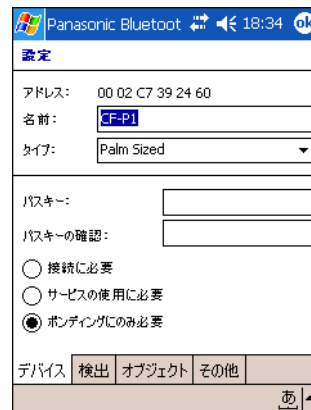 Panasonic Bluetoot 18:34 ok
設定
アドレス: 00 02 C7 39 24 60
名前: CF-P1
タイプ: Palm Sized
パスキー:
パスキーの確認:
接続に必要
サービスの使用に必要
ボンディングにのみ必要
デバイス 検出 オブジェクト その他
あ